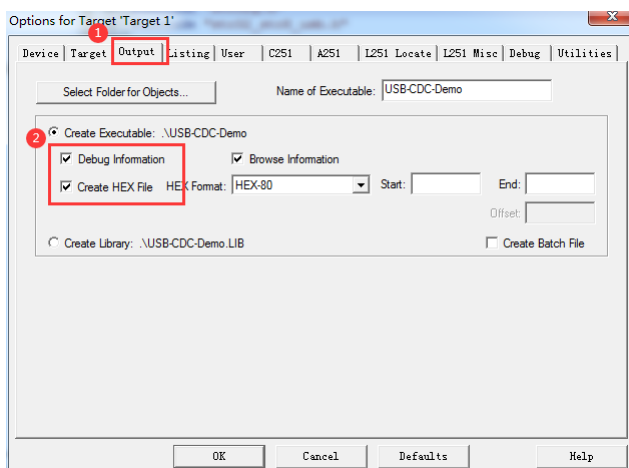 Options for Target 'Target 1'
1
Device Target Output Listing User C251 A251 L251 Locate L251 Misc Debug Utilities
Select Folder for Objects... Name of Executable: USB-CDC-Demo
2
Create Executable: .\USB-CDC-Demo
Debug Information Browse Information
Create HEX File HEX Format: HEX-80 Start: End:
Offset:
Create Library: .\USB-CDC-Demo.LIB Create Batch File
OK Cancel Defaults Help